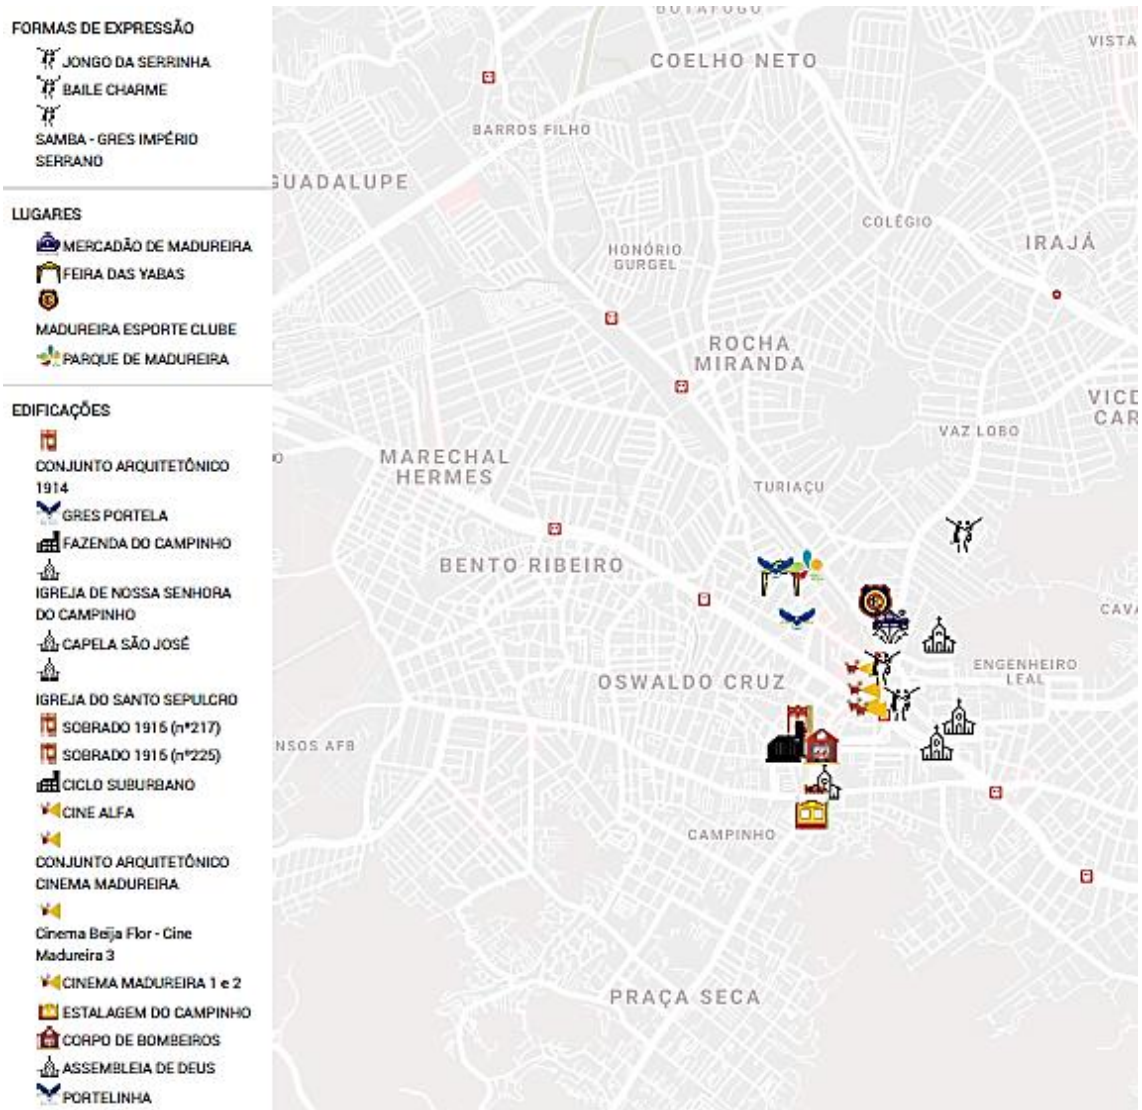 FORMAS DE EXPRESSÃO
JONGO DA SERRINHA
BAILE CHARME
SAMBA - GRES IMPÉRIO
SERRANO
LUGARES
MERCADÃO DE MADUREIRA
FEIRA DAS YABAS
MADUREIRA ESPORTE CLUBE
PARQUE DE MADUREIRA
EDIFICAÇÕES
CONJUNTO ARQUITETÔNICO
1914
GRES PORTELA
FAZENDA DO CAMPINHO
IGREJA DE NOSSA SENHORA
DO CAMPINHO
CAPELA SÃO JOSÉ
IGREJA DO SANTO SEPULCRO
SOBRADO 1915 (nº217)
SOBRADO 1915 (nº225)
CICLO SUBURBANO
CINE ALFA
CONJUNTO ARQUITETÔNICO
CINEMA MADUREIRA
Cinema Beija Flor - Cine
Madureira 3
CINEMA MADUREIRA 1 e 2
ESTALAGEM DO CAMPINHO
CORPO DE BOMBEIROS
ASSEMBLEIA DE DEUS
PORTELINHA
BOTAFOGO
COELHO NETO
VISTA
BARROS FILHO
GUADALUPE
COLÉGIO
IRAJÁ
HONÓRIO
GURGEL
ROCHA
MIRANDA
VAZ LOBO
MARECHAL
HERMES
TURIAÇU
BENTO RIBEIRO
CAVA
ENGENHEIRO
LEAL
OSWALDO CRUZ
NSOS AFB
CAMPINHO
PRAÇA SECA